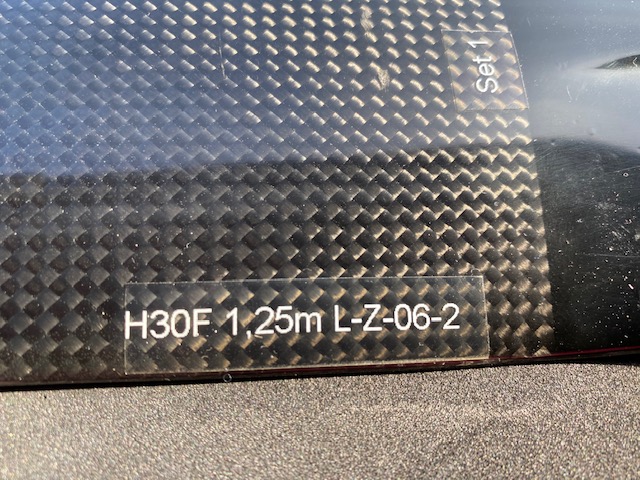 Set 1
H30F 1,25m L-Z-06-2